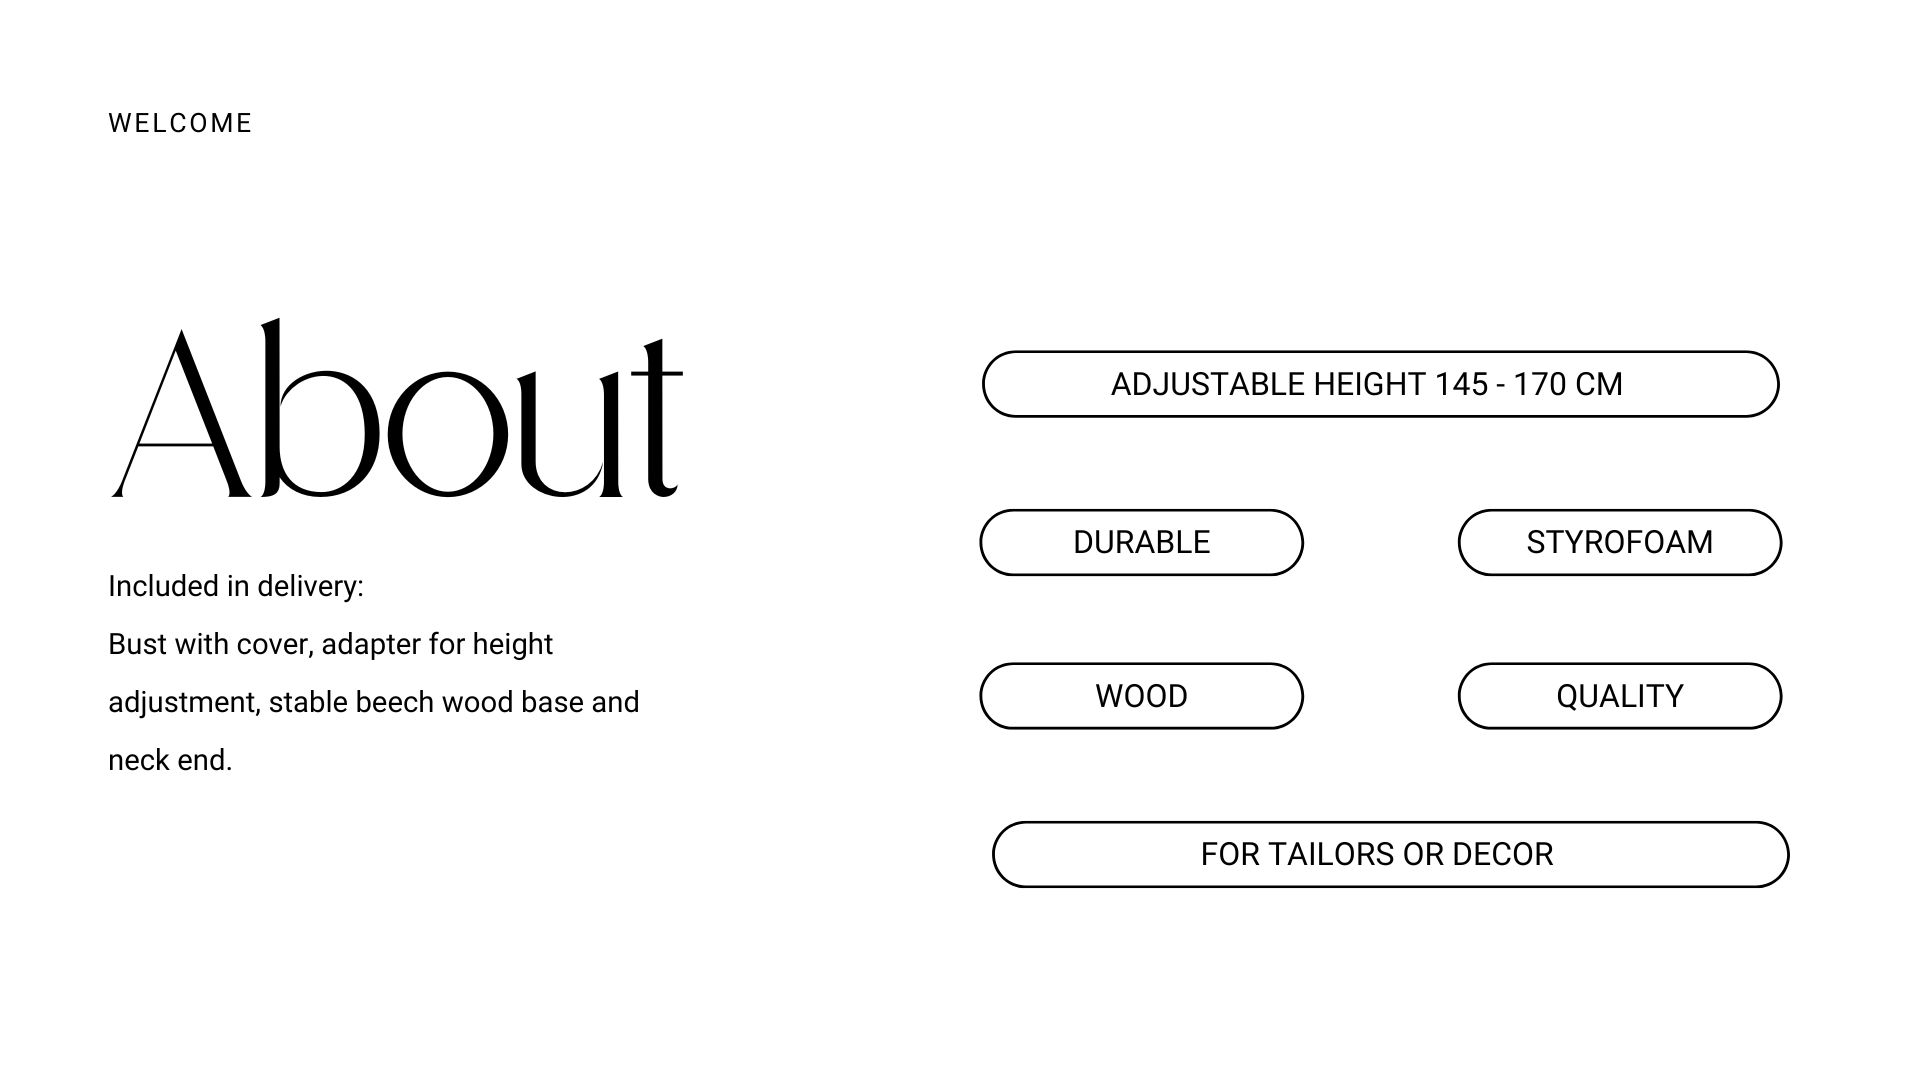 WELCOME
About
Included in delivery:
Bust with cover, adapter for height
adjustment, stable beech wood base and
neck end.
ADJUSTABLE HEIGHT 145 - 170 CM
DURABLE
STYROFOAM
WOOD
QUALITY
FOR TAILORS OR DECOR